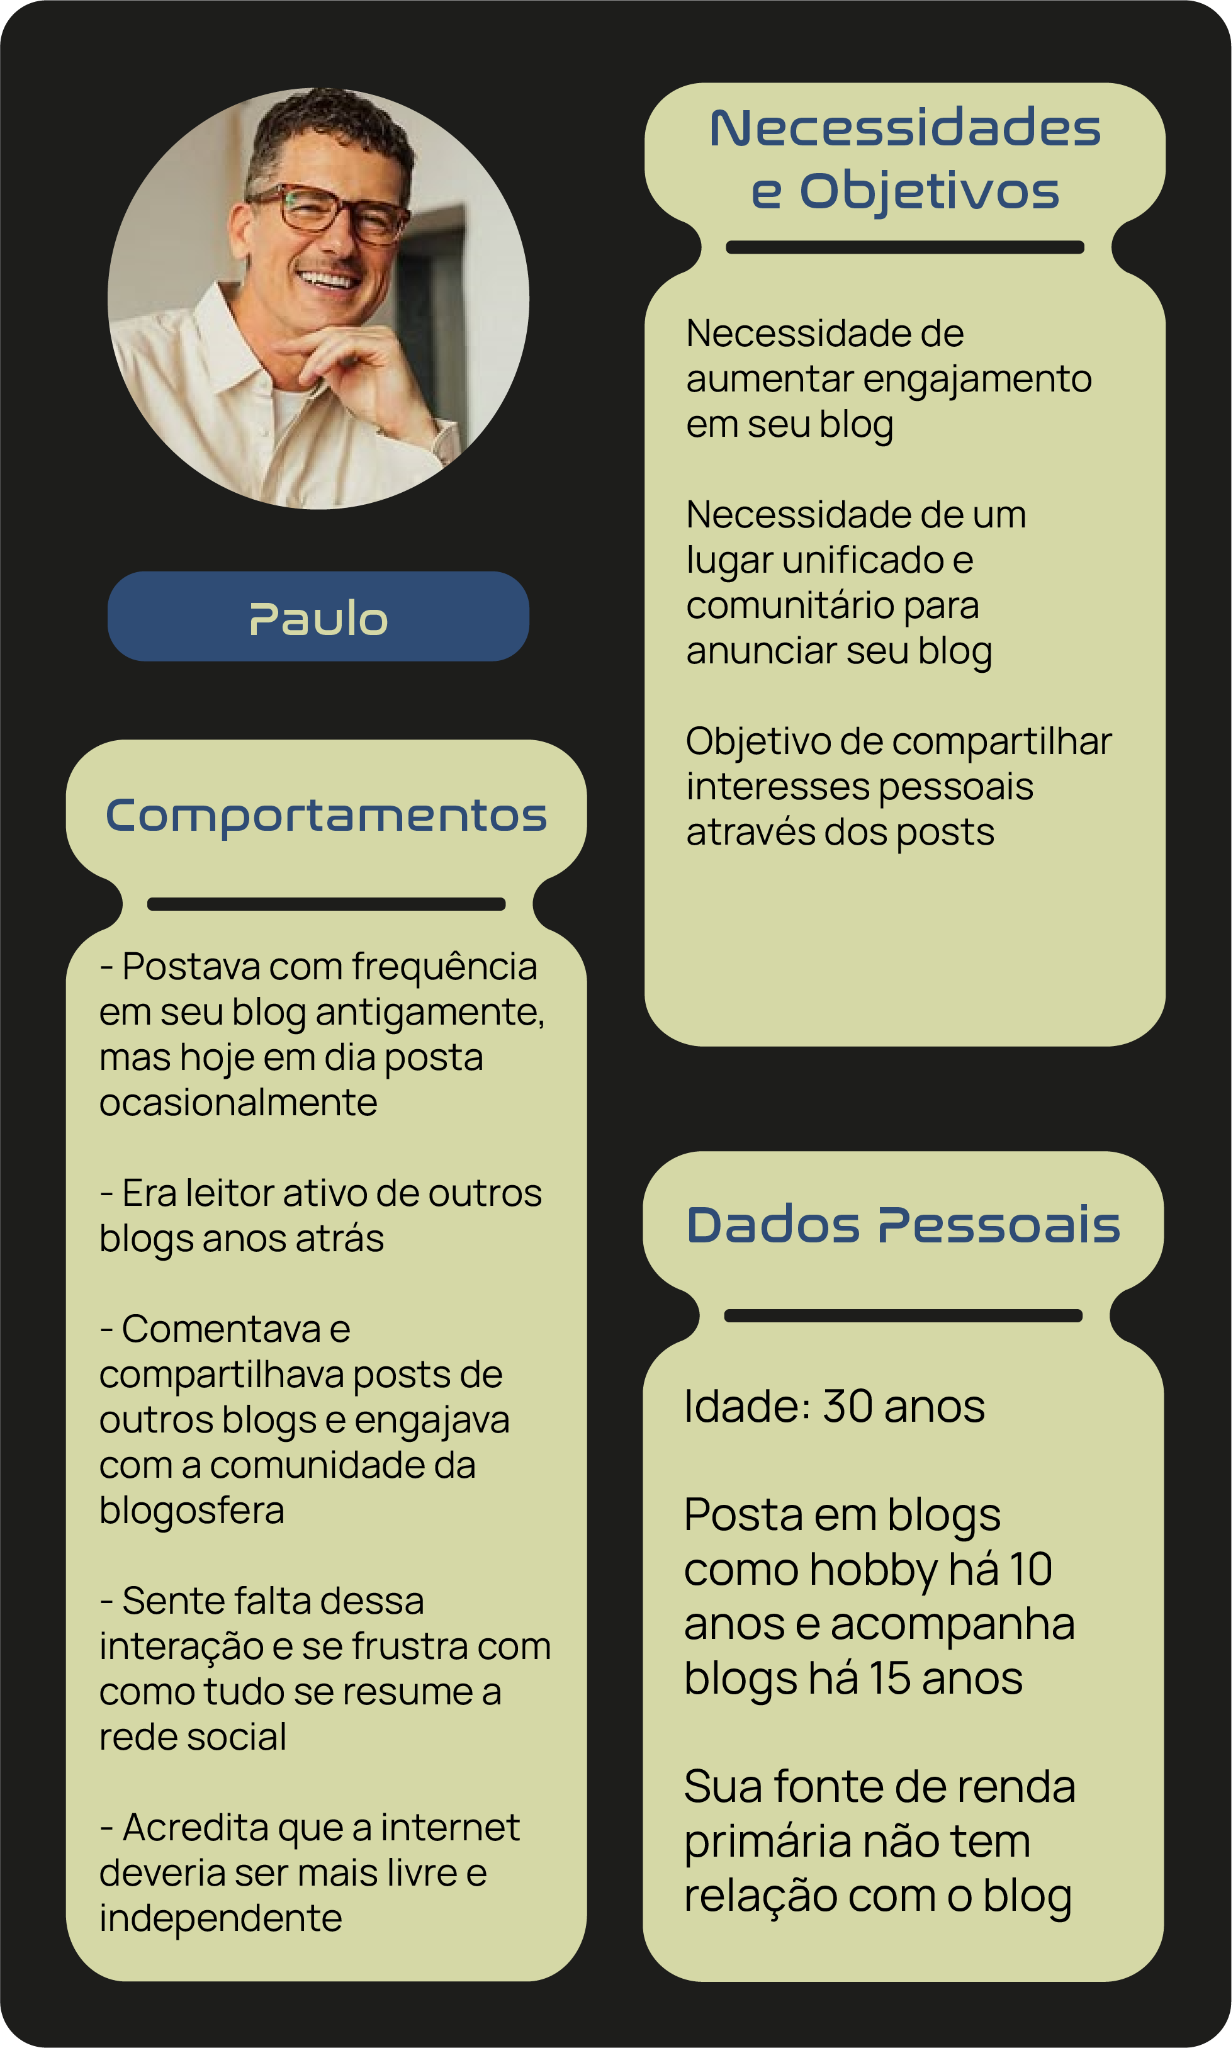 Paulo
Comportamentos
- Postava com frequência
em seu blog antigamente,
mas hoje em dia posta
ocasionalmente
- Era leitor ativo de outros
blogs anos atrás
- Comentava e
compartilhava posts de
outros blogs e engajava
com a comunidade da
blogosfera
- Sente falta dessa
interação e se frustra com
como tudo se resume a
rede social
- Acredita que a internet
deveria ser mais livre e
independente
Necessidades
e Objetivos
Necessidade de
aumentar engajamento
em seu blog
Necessidade de um
lugar unificado e
comunitário para
anunciar seu blog
Objetivo de compartilhar
interesses pessoais
através dos posts
Dados Pessoais
Idade: 30 anos
Posta em blogs
como hobby há 10
anos e acompanha
blogs há 15 anos
Sua fonte de renda
primária não tem
relação com o blog